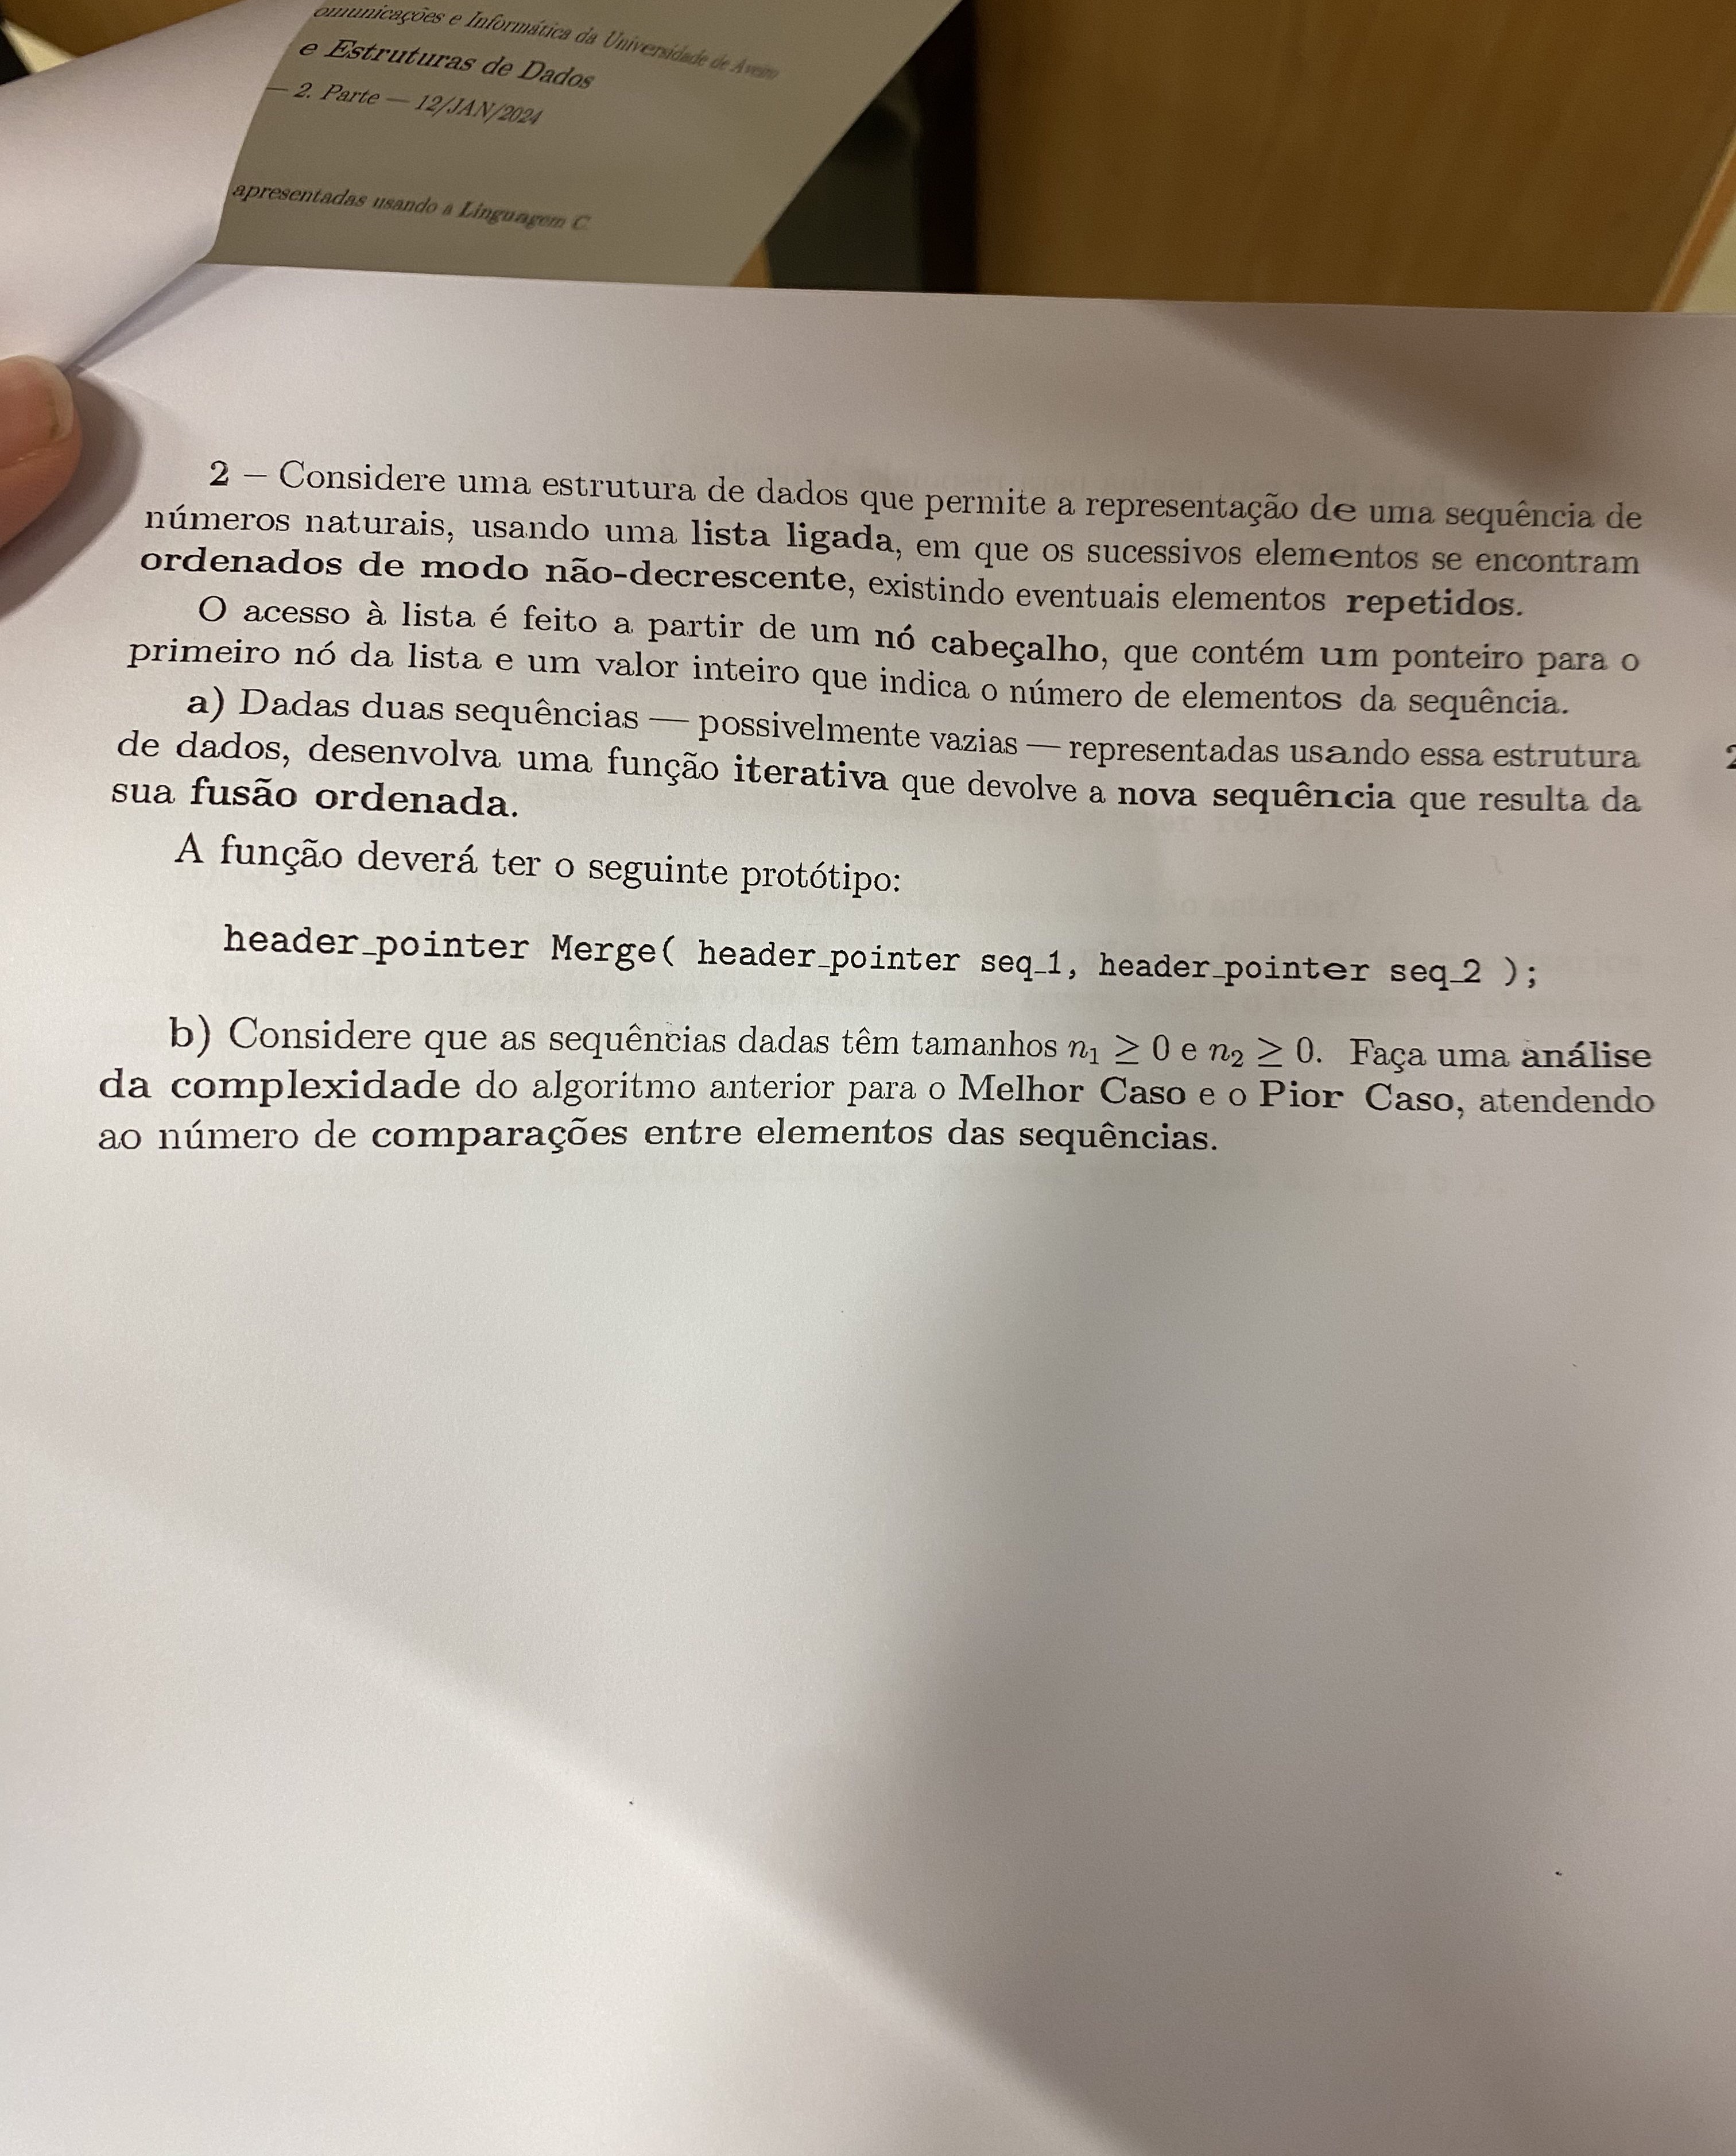 omunicações e Informática da Universidade de Aveiro
e Estruturas de Dados
— 2. Parte — 12/JAN/2024
apresentadas usando a Linguagem C
2 – Considere uma estrutura de dados que permite a representação de uma sequência de
números naturais, usando uma lista ligada, em que os sucessivos elementos se encontram
ordenados de modo não-decrescente, existindo eventuais elementos repetidos.
O acesso à lista é feito a partir de um nó cabeçalho, que contém um ponteiro para o
primeiro nó da lista e um valor inteiro que indica o número de elementos da sequência.
a) Dadas duas sequências — possivelmente vazias — representadas usando essa estrutura
de dados, desenvolva uma função iterativa que devolve a nova sequência que resulta da
sua fusão ordenada.
A função deverá ter o seguinte protótipo:
header_pointer Merge( header_pointer seq_1, header_pointer seq_2 );
b) Considere que as sequências dadas têm tamanhos n₁ ≥ 0 e n₂ ≥ 0. Faça uma análise
da complexidade do algoritmo anterior para o Melhor Caso e o Pior Caso, atendendo
ao número de comparações entre elementos das sequências.